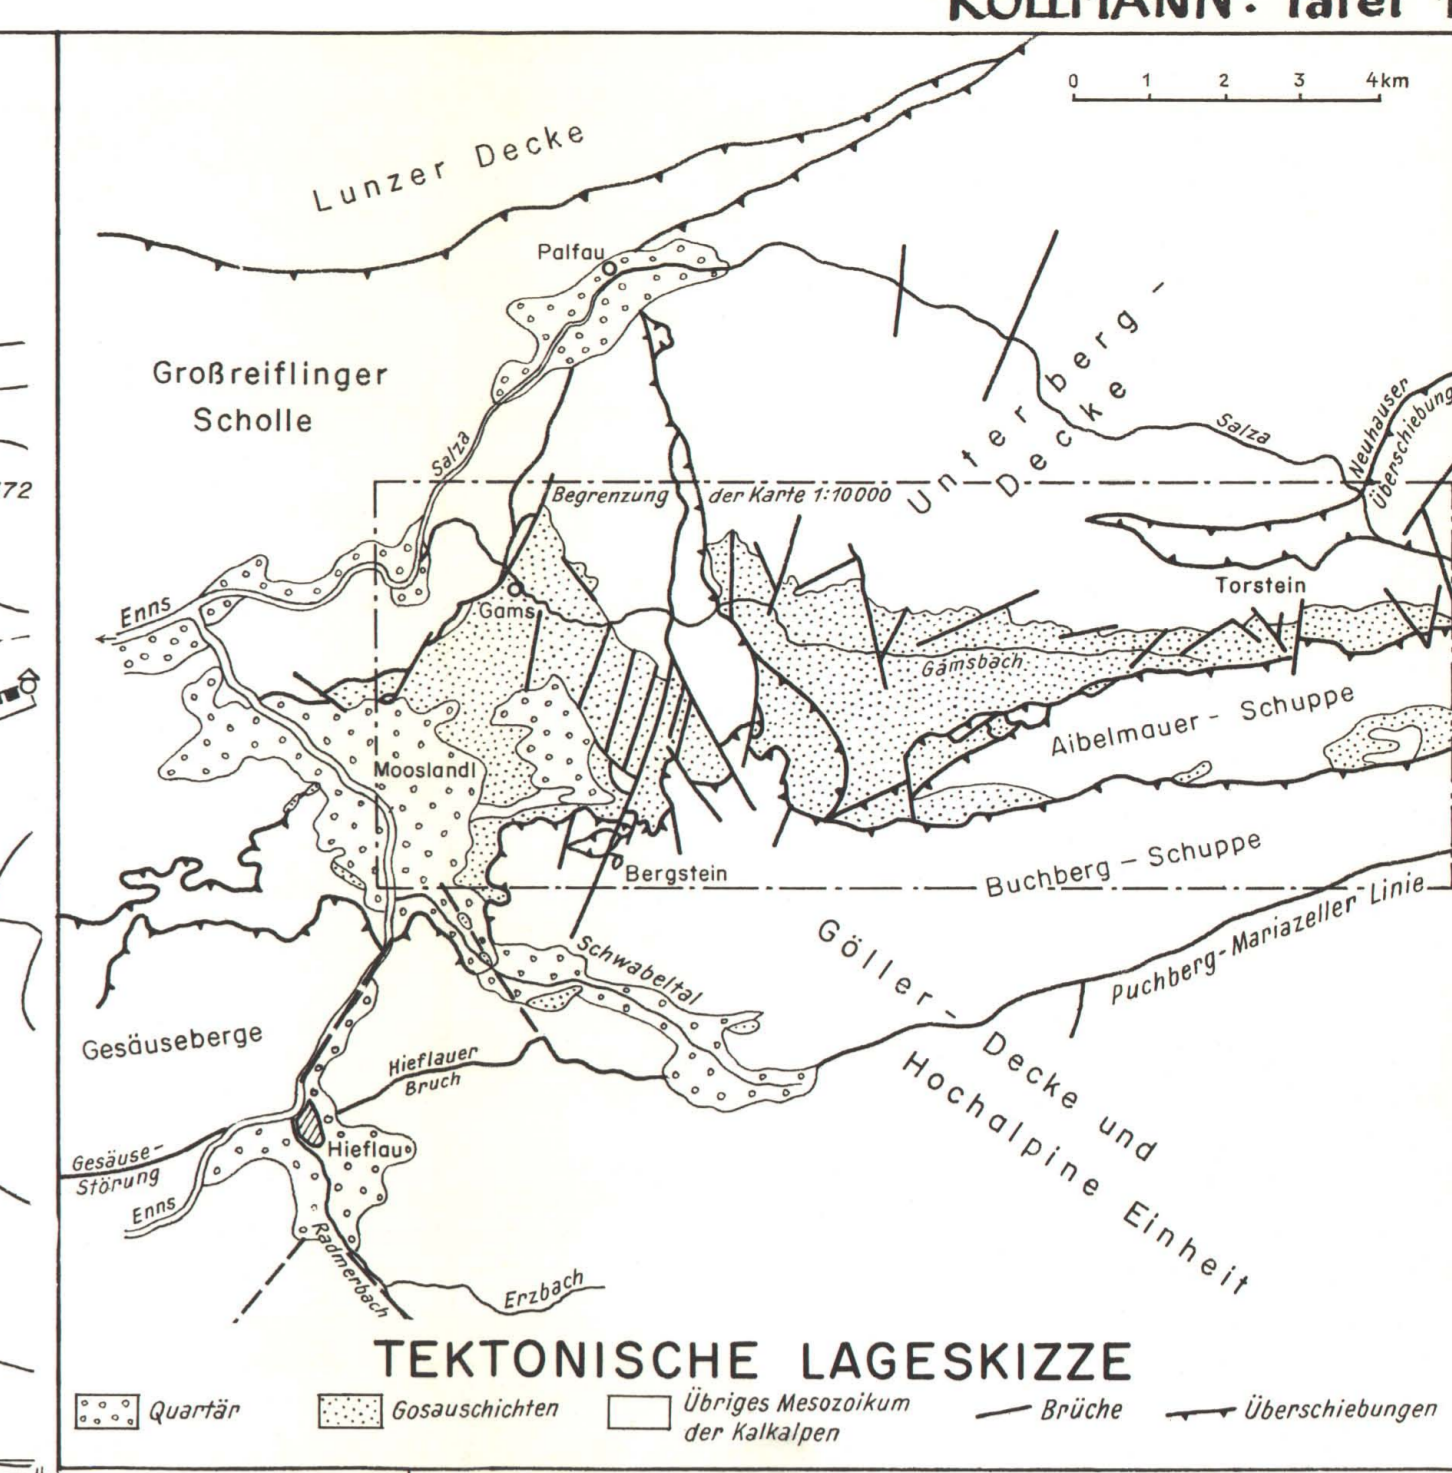 KOLLMANN: Tafel
0 1 2 3 4km
Lunzer Decke
Palfau
Großreiflinger
Scholle
Unterberg-
Decke
Salza
Salza
Neuhauser
Überschiebung
72
Begrenzung der Karte 1:10000
Torstein
Enns
Gams
Gamsbach
Aibelmauer - Schuppe
Moosland
Bergstein
Buchberg - Schuppe
Puchberg-Mariazeller Linie
Schwabeltal
Göller- Decke und
Hochalpine Einheit
Gesäuseberge
Hieflauer
Bruch
Gesäuse-
Störung
Hieflau
Enns
Radmerbach
Erzbach
TEKTONISCHE LAGESKIZZE
Quartär
Gosauschichten
Übriges Mesozoikum
der Kalkalpen
Brüche
Überschiebungen